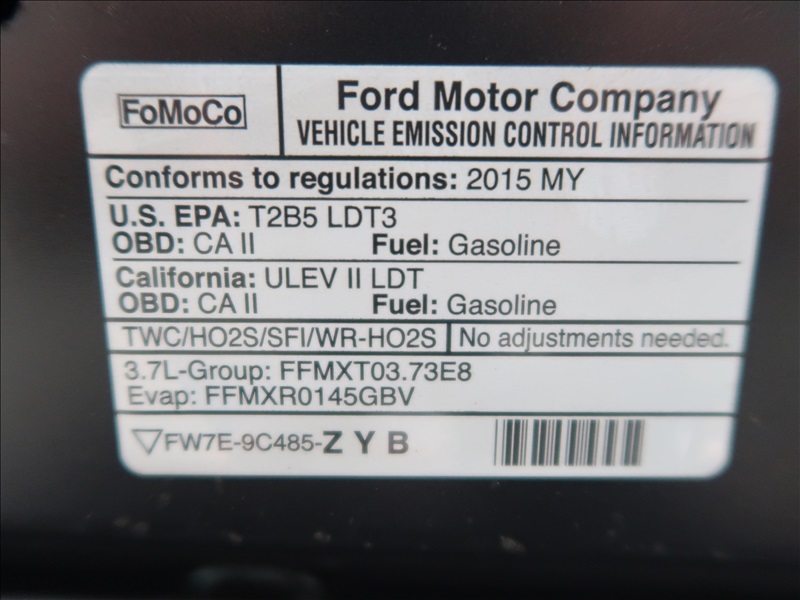 FoMoCo
Ford Motor Company
VEHICLE EMISSION CONTROL INFORMATION
Conforms to regulations: 2015 MY
U.S. EPA: T2B5 LDT3
OBD: CA II Fuel: Gasoline
California: ULEV II LDT
OBD: CA II Fuel: Gasoline
TWC/HO2S/SFI/WR-HO2S No adjustments needed.
3.7L-Group: FFMXT03.73E8
Evap: FFMXR0145GBV
FW7E-9C485-Z Y B